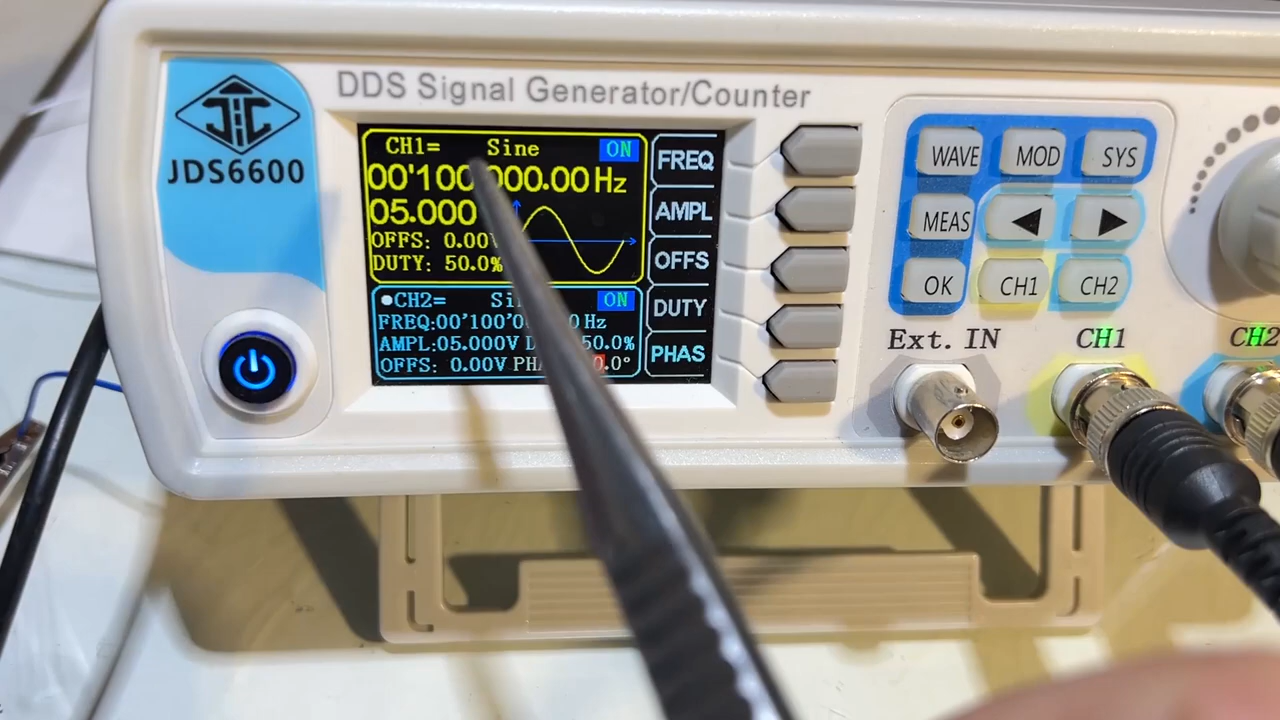 DDS Signal Generator/Counter
JDS6600
CH1= Sine ON
00'100 000.00 Hz
05.000
OFFS: 0.00V
DUTY: 50.0%
CH2= ON
FREQ:00'100'0 Hz
AMPL:05.000V 50.0%
OFFS: 0.00V .0°
FREQ
AMPL
OFFS
DUTY
PHAS
WAVE MOD SYS
MEAS
OK CH1 CH2
Ext. IN CH1 CH2